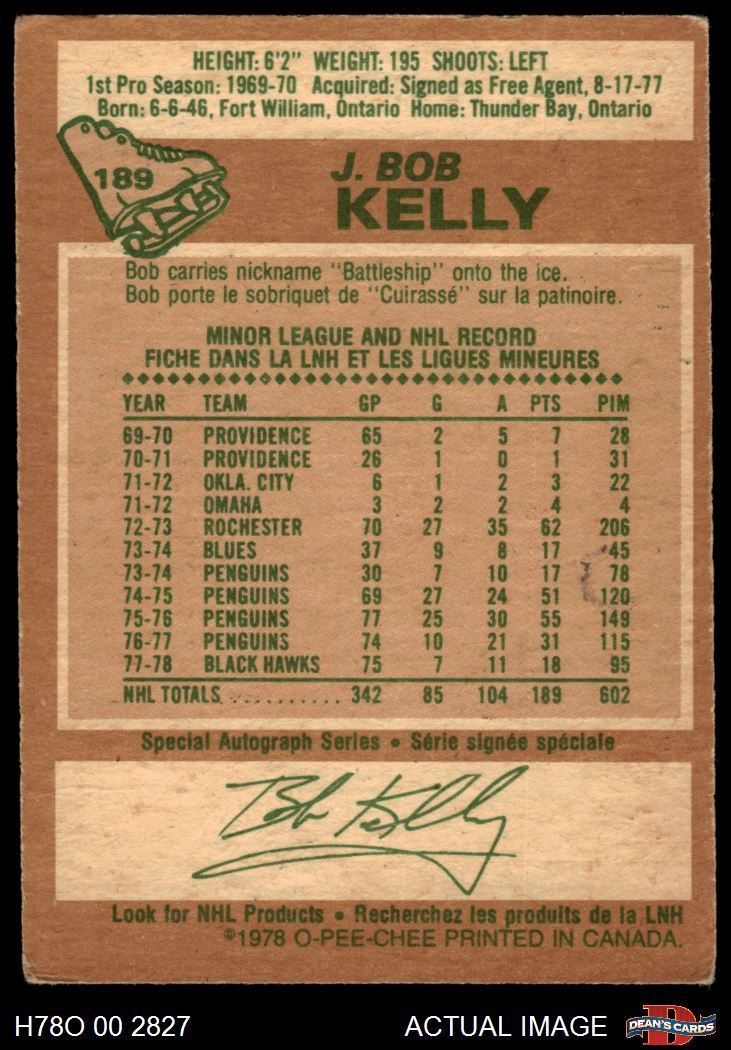 HEIGHT: 6'2" WEIGHT: 195 SHOOTS: LEFT
1st Pro Season: 1969-70 Acquired: Signed as Free Agent, 8-17-77
Born: 6-6-46, Fort William, Ontario Home: Thunder Bay, Ontario
189
J. BOB
KELLY
Bob carries nickname "Battleship" onto the ice.
Bob porte le sobriquet de "Cuirassé" sur la patinoire.
MINOR LEAGUE AND NHL RECORD
FICHE DANS LA LNH ET LES LIGUES MINEURES
YEAR TEAM GP G A PTS PIM
69-70 PROVIDENCE 65 2 5 7 28
70-71 PROVIDENCE 26 1 0 1 31
71-72 OKLA. CITY 6 1 2 3 22
71-72 OMAHA 3 2 2 4 4
72-73 ROCHESTER 70 27 35 62 206
73-74 BLUES 37 9 8 17 45
73-74 PENGUINS 30 7 10 17 78
74-75 PENGUINS 69 27 24 51 120
75-76 PENGUINS 77 25 30 55 149
76-77 PENGUINS 74 10 21 31 115
77-78 BLACK HAWKS 75 7 11 18 95
NHL TOTALS .......... 342 85 104 189 602
Special Autograph Series • Série signée spéciale
Bob Kelly
Look for NHL Products • Recherchez les produits de la LNH
©1978 O-PEE-CHEE PRINTED IN CANADA.
H78O 00 2827 ACTUAL IMAGE D DEAN'S CARDS